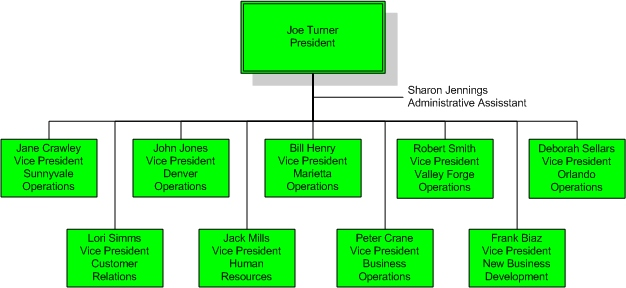 Joe Turner
President
Sharon Jennings
Administrative Assisstant
Jane Crawley
Vice President
Sunnyvale
Operations
John Jones
Vice President
Denver
Operations
Bill Henry
Vice President
Marietta
Operations
Robert Smith
Vice President
Valley Forge
Operations
Deborah Sellars
Vice President
Orlando
Operations
Lori Simms
Vice President
Customer
Relations
Jack Mills
Vice President
Human
Resources
Peter Crane
Vice President
Business
Operations
Frank Biaz
Vice President
New Business
Development